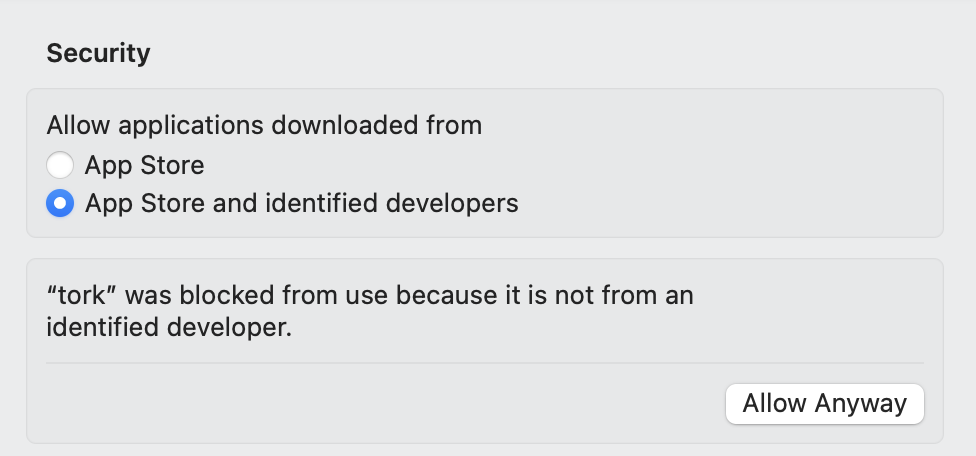 Security
Allow applications downloaded from
App Store
App Store and identified developers
“tork” was blocked from use because it is not from an
identified developer.
Allow Anyway